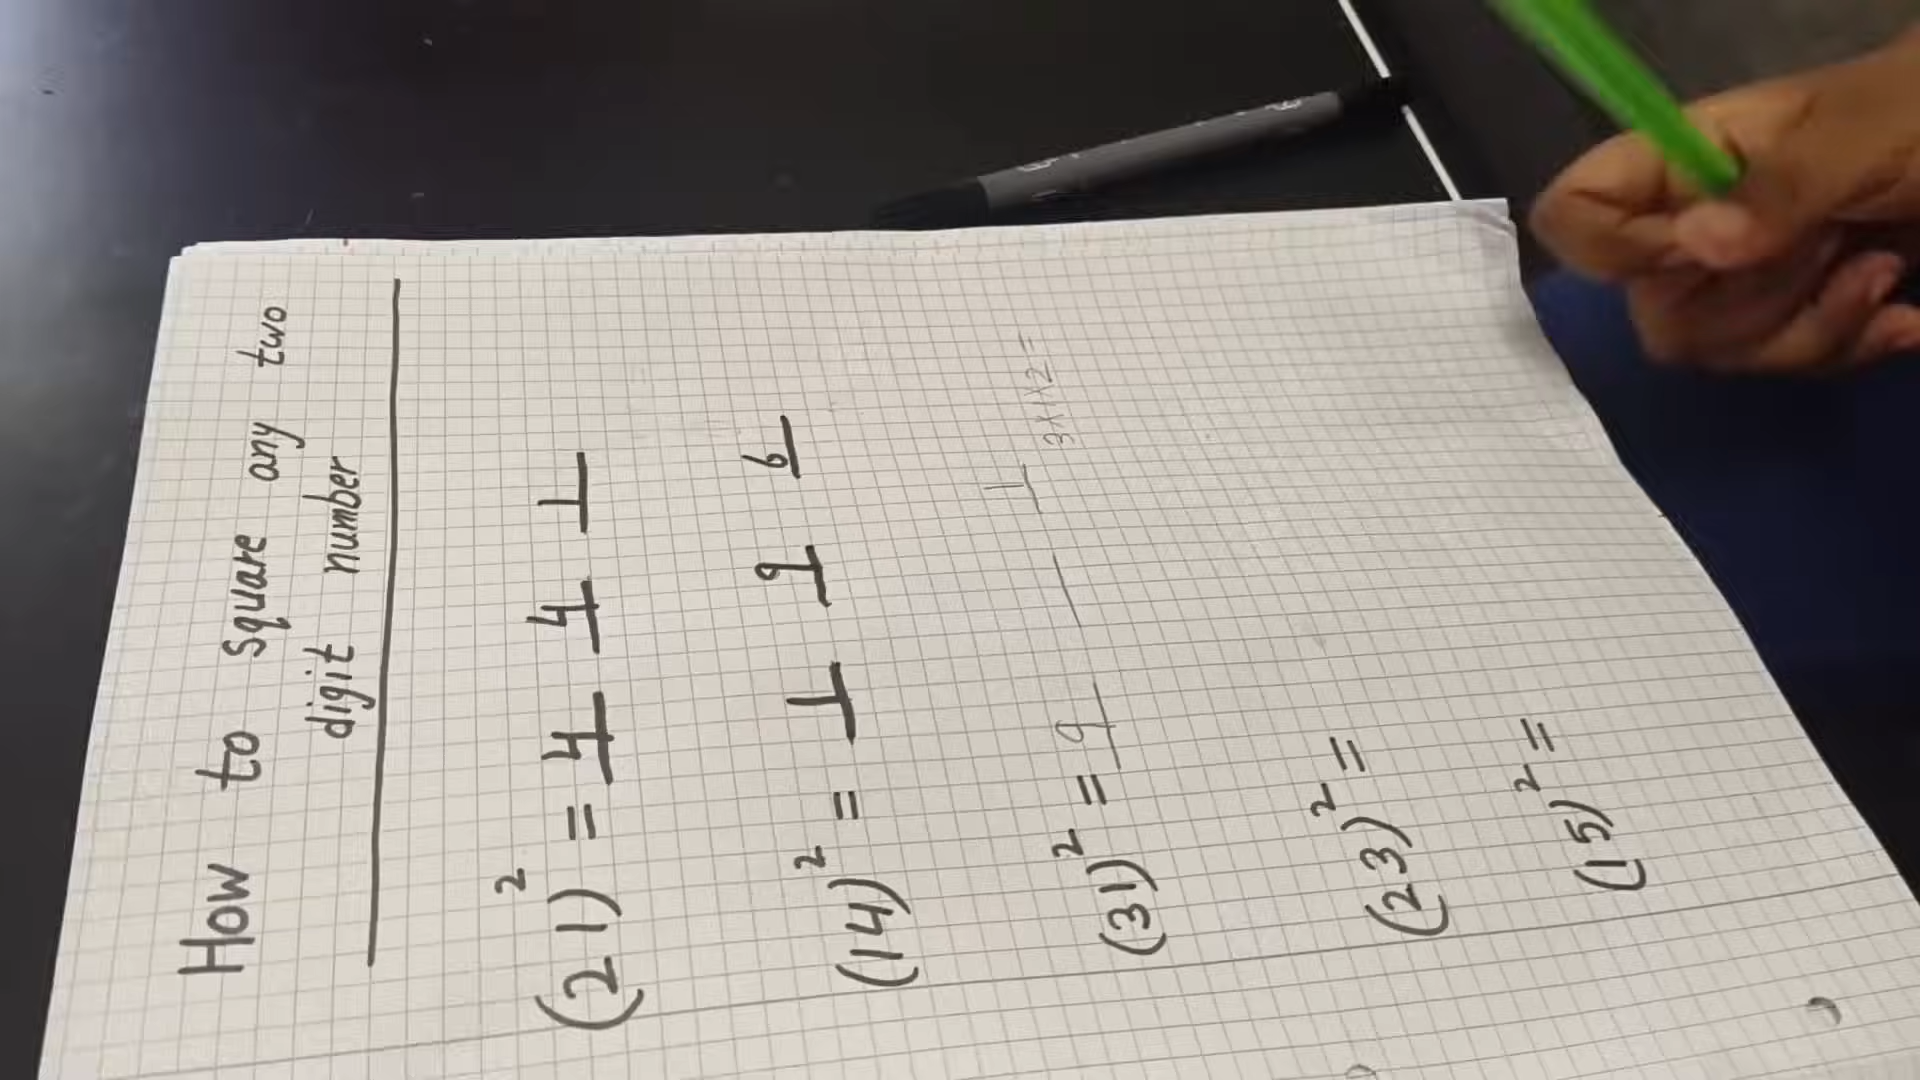 How to square any two
digit number
(21)² = 4 4 1
(14)² = 1 9 6
(31)² = 9 _ 1
3x1x2=
(23)² =
(15)² =